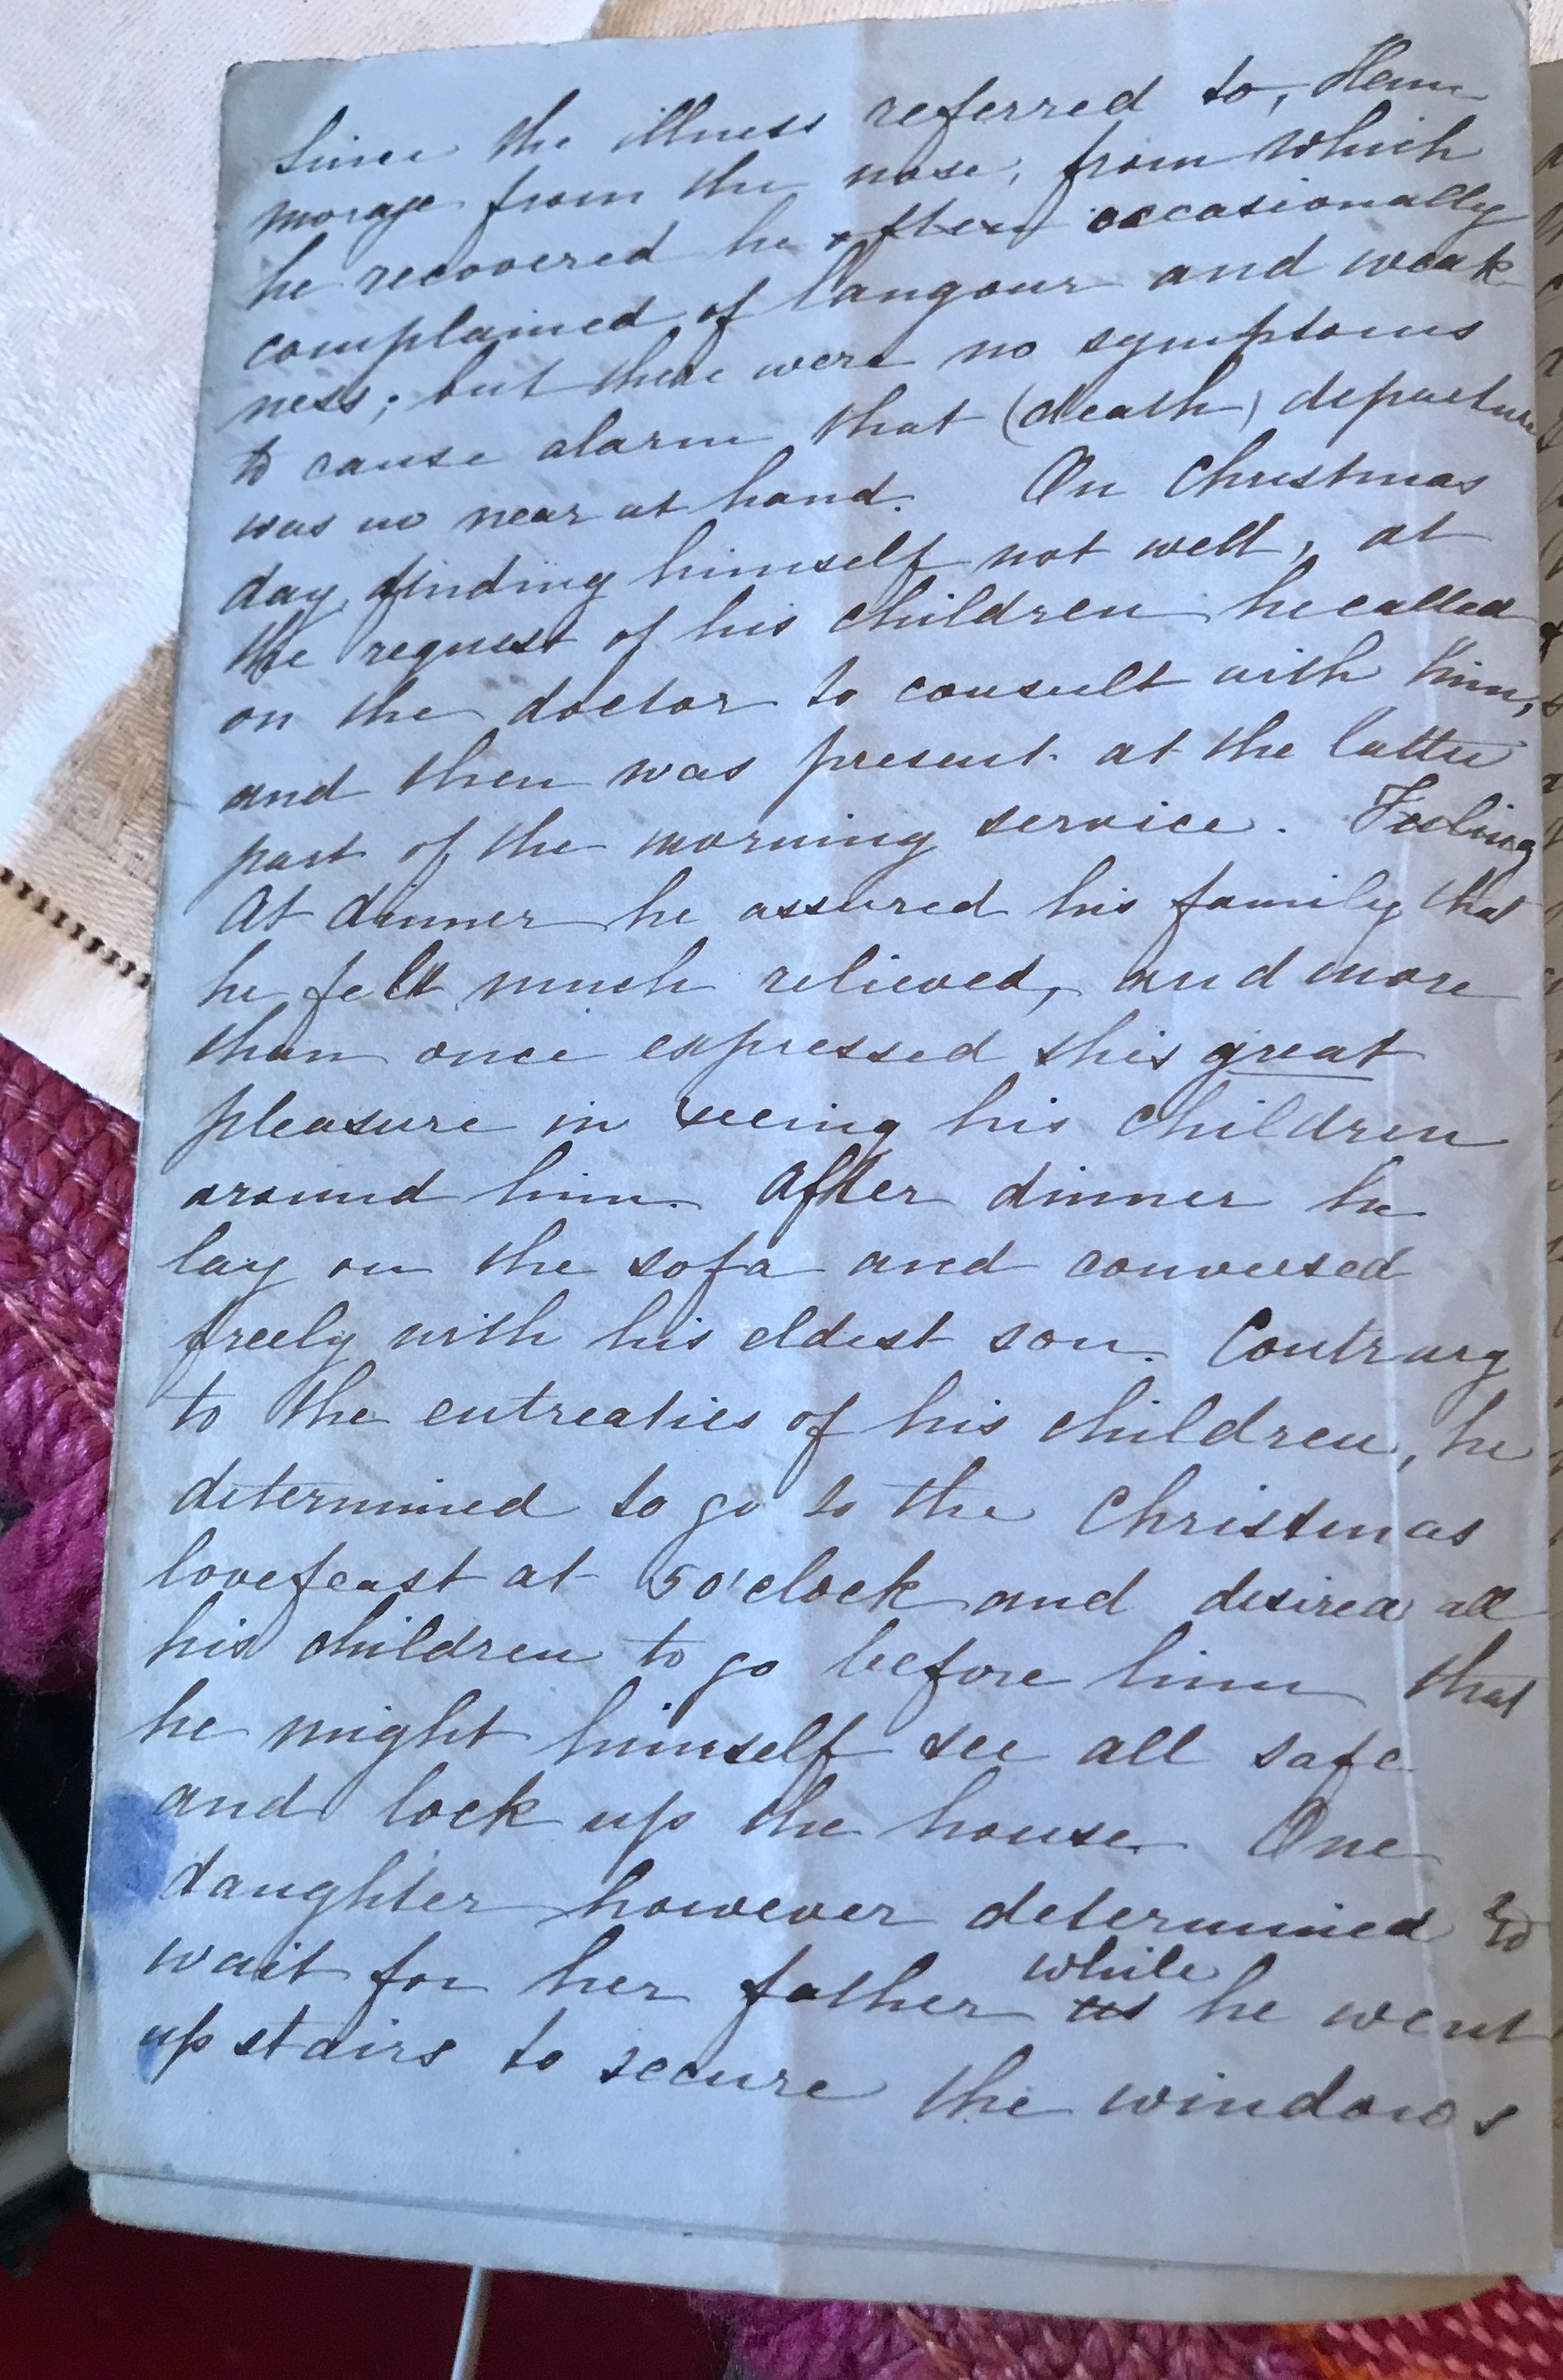 Since the illness referred to, Hem-
morage from the nose, from which
he recovered he often occasionally
complained of langour and weak-
ness; but there were no symptoms
to cause alarm that (death) departure
was so near at hand. On Christmas
day, finding himself not well, at
the request of his children he called
on the doctor to consult with him,
and then was present at the latter
part of the morning service. Feeling
At dinner he assured his family that
he felt much relieved, and more
than once expressed his great
pleasure in seeing his children
around him. After dinner he
lay on the sofa and conversed
freely with his eldest son. Contrary
to the entreaties of his children, he
determined to go to the Christmas
lovefeast at 5 o'clock and desired all
his children to go before him that
he might himself see all safe
and lock up the house. One
daughter however determined to
wait for her father as while he went
up stairs to secure the windows